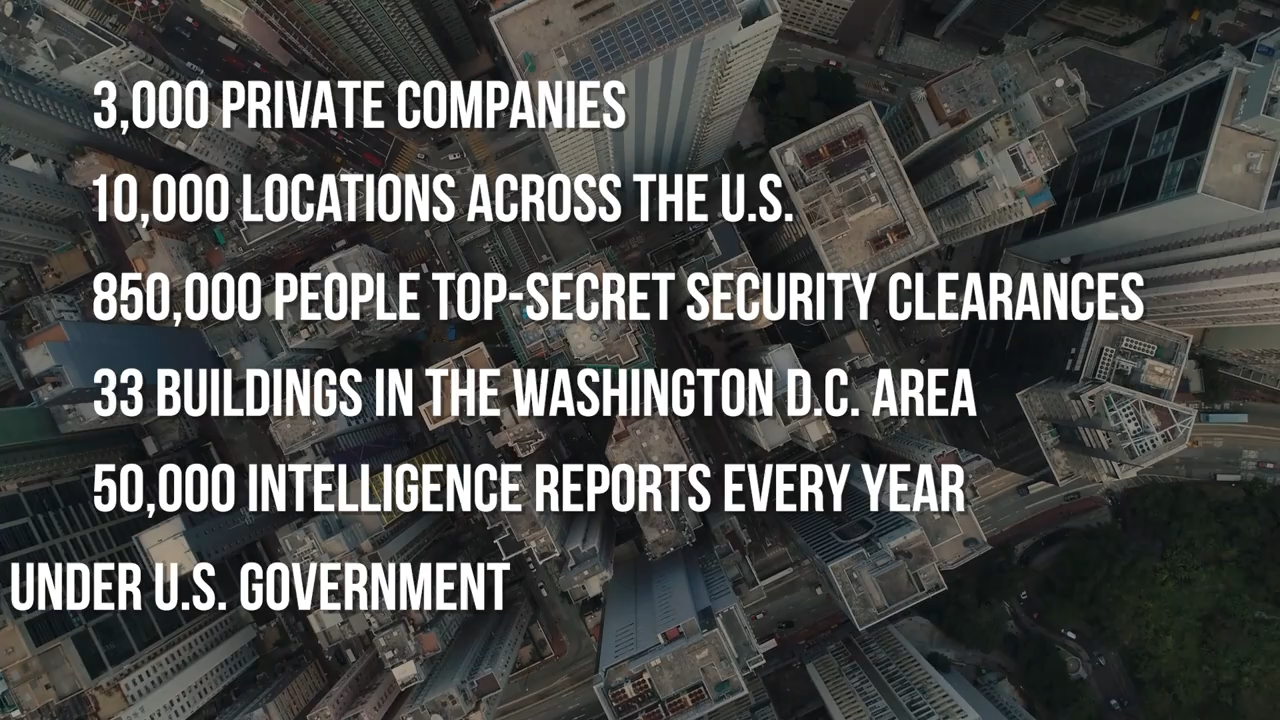 3,000 PRIVATE COMPANIES
10,000 LOCATIONS ACROSS THE U.S.
850,000 PEOPLE TOP-SECRET SECURITY CLEARANCES
33 BUILDINGS IN THE WASHINGTON D.C. AREA
50,000 INTELLIGENCE REPORTS EVERY YEAR
UNDER U.S. GOVERNMENT